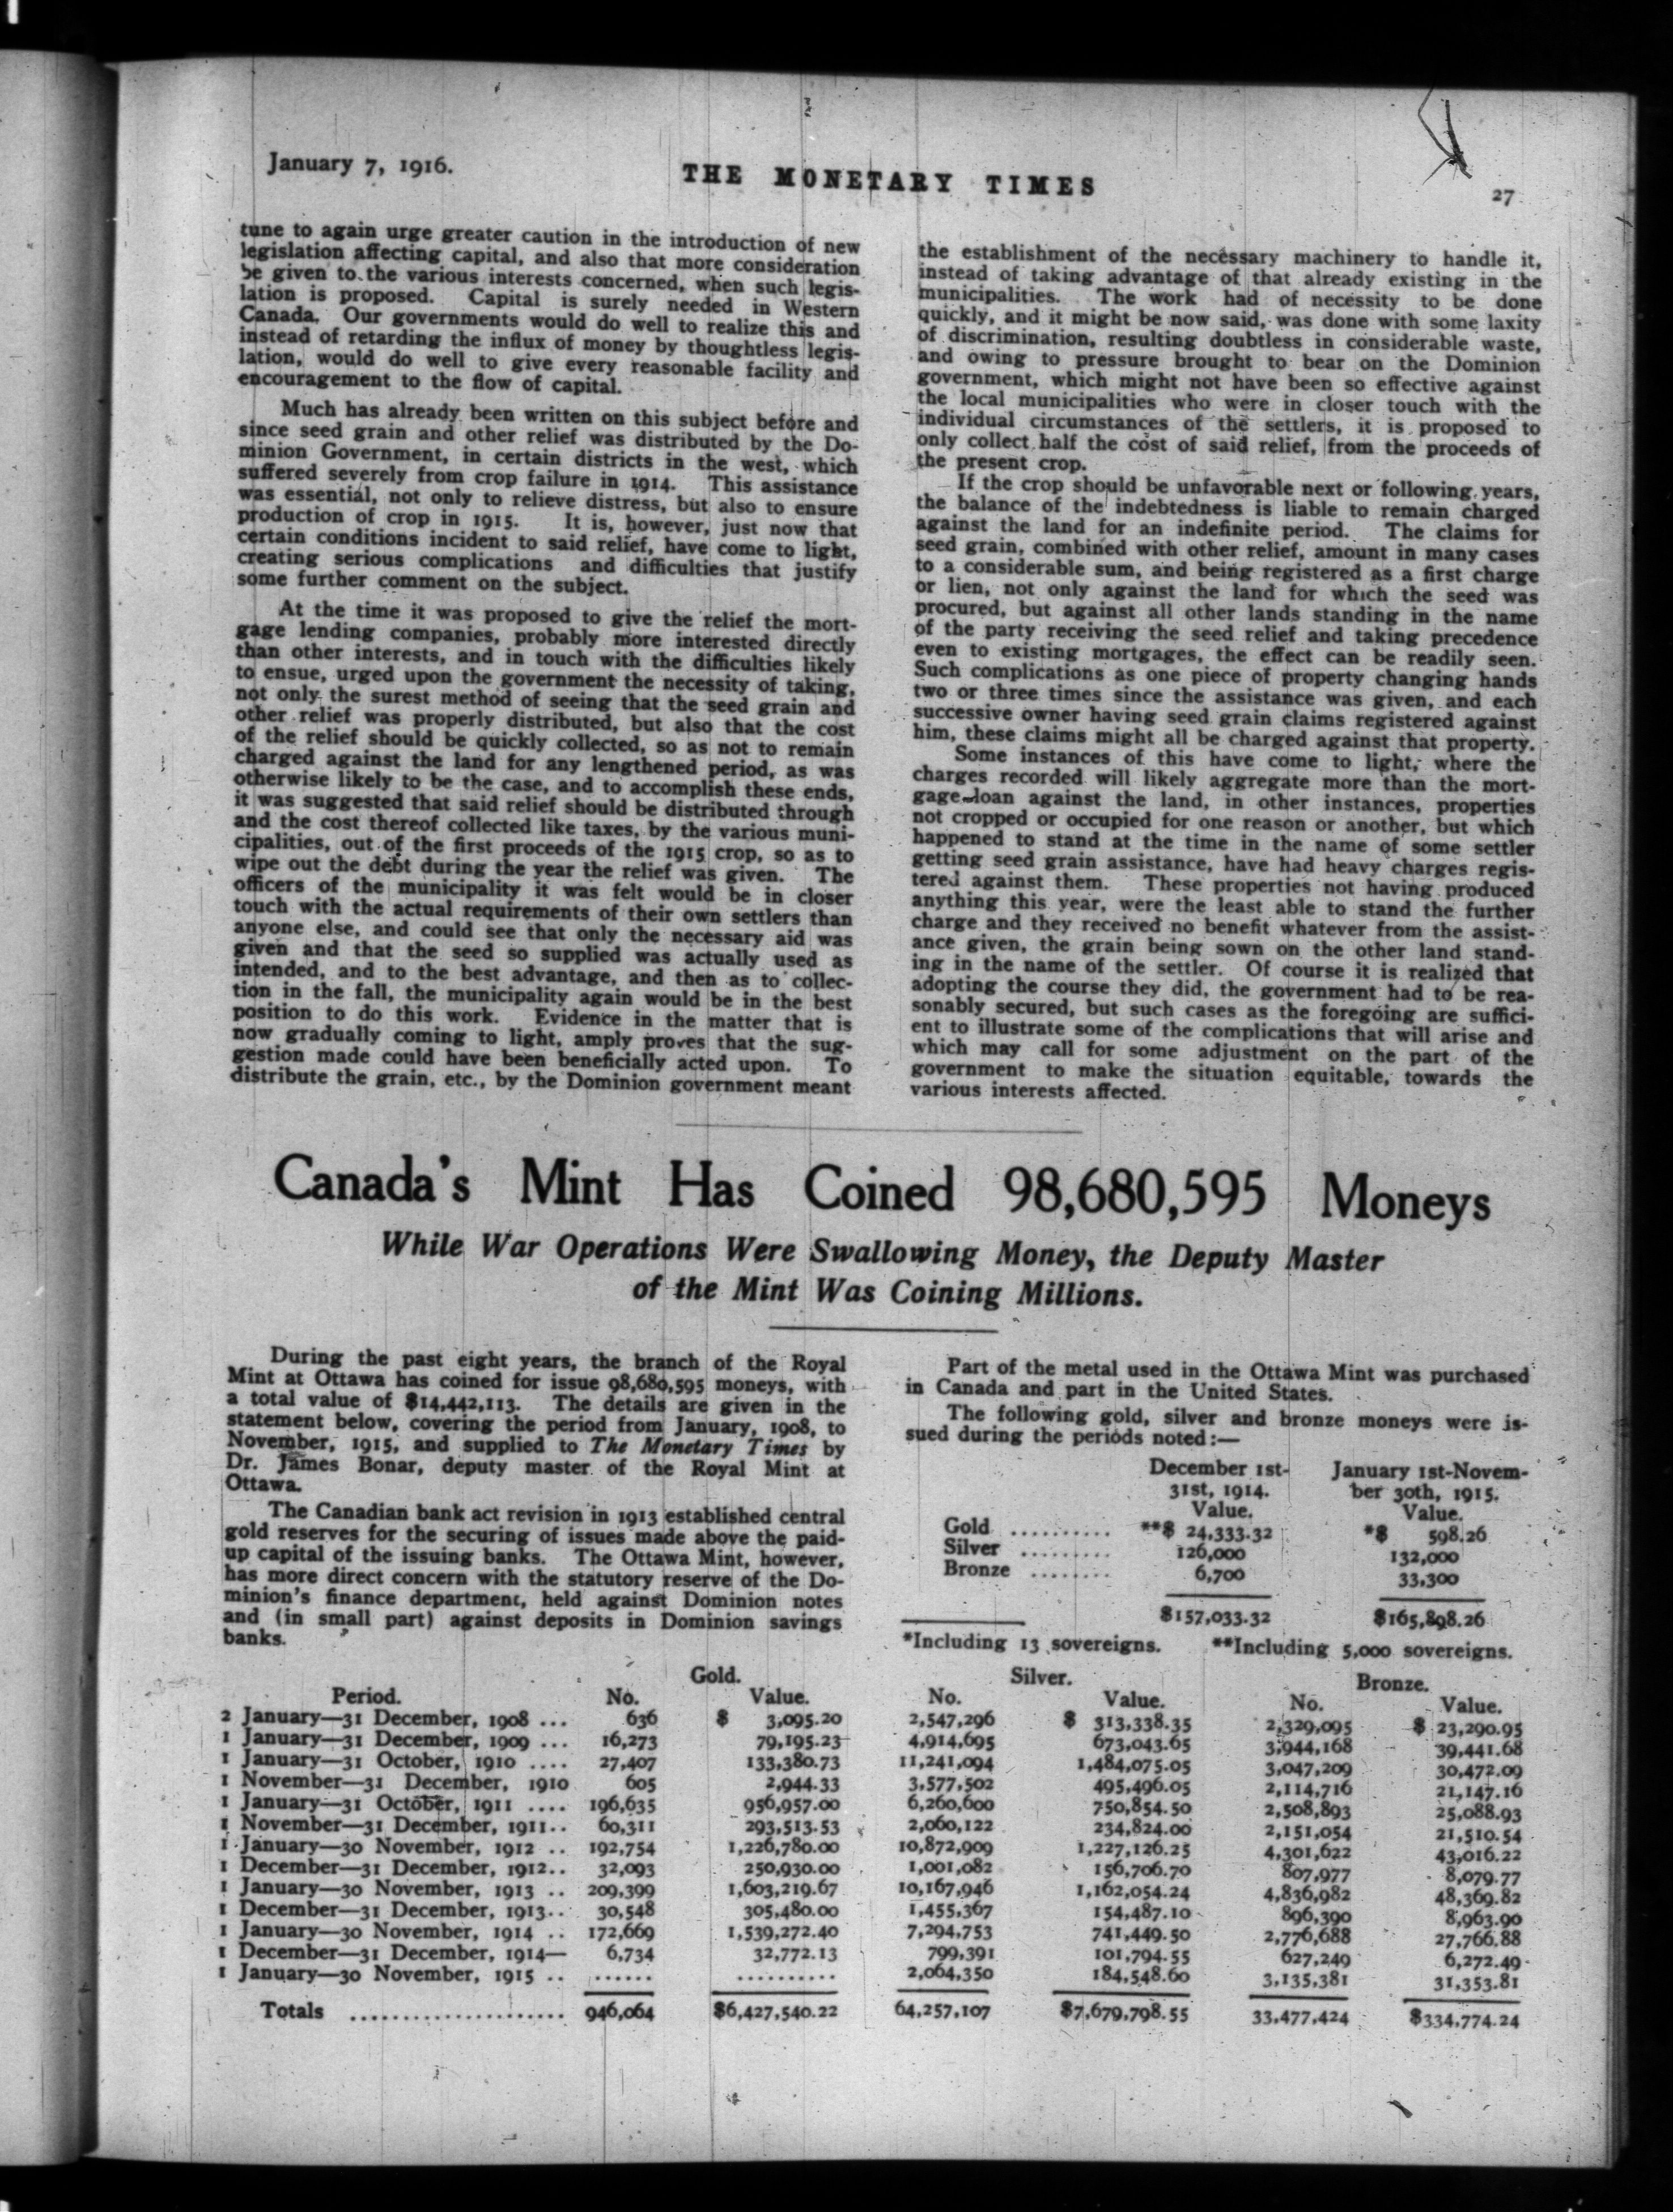 January 7, 1916.
THE MONETARY TIMES
27
tune to again urge greater caution in the introduction of new
legislation affecting capital, and also that more consideration
be given to the various interests concerned, when such legis-
lation is proposed. Capital is surely needed in Western
Canada. Our governments would do well to realize this and
instead of retarding the influx of money by thoughtless legis-
lation, would do well to give every reasonable facility and
encouragement to the flow of capital.
Much has already been written on this subject before and
since seed grain and other relief was distributed by the Do-
minion Government, in certain districts in the west, which
suffered severely from crop failure in 1914. This assistance
was essential, not only to relieve distress, but also to ensure
production of crop in 1915. It is, however, just now that
certain conditions incident to said relief, have come to light,
creating serious complications and difficulties that justify
some further comment on the subject.
At the time it was proposed to give the relief the mort-
gage lending companies, probably more interested directly
than other interests, and in touch with the difficulties likely
to ensue, urged upon the government the necessity of taking,
not only the surest method of seeing that the seed grain and
other relief was properly distributed, but also that the cost
of the relief should be quickly collected, so as not to remain
charged against the land for any lengthened period, as was
otherwise likely to be the case, and to accomplish these ends,
it was suggested that said relief should be distributed through
and the cost thereof collected like taxes, by the various muni-
cipalities, out of the first proceeds of the 1915 crop, so as to
wipe out the debt during the year the relief was given. The
officers of the municipality it was felt would be in closer
touch with the actual requirements of their own settlers than
anyone else, and could see that only the necessary aid was
given and that the seed so supplied was actually used as
intended, and to the best advantage, and then as to collec-
tion in the fall, the municipality again would be in the best
position to do this work. Evidence in the matter that is
now gradually coming to light, amply proves that the sug-
gestion made could have been beneficially acted upon. To
distribute the grain, etc., by the Dominion government meant
the establishment of the necessary machinery to handle it,
instead of taking advantage of that already existing in the
municipalities. The work had of necessity to be done
quickly, and it might be now said, was done with some laxity
of discrimination, resulting doubtless in considerable waste,
and owing to pressure brought to bear on the Dominion
government, which might not have been so effective against
the local municipalities who were in closer touch with the
individual circumstances of the settlers, it is proposed to
only collect half the cost of said relief, from the proceeds of
the present crop.
If the crop should be unfavorable next or following years,
the balance of the indebtedness is liable to remain charged
against the land for an indefinite period. The claims for
seed grain, combined with other relief, amount in many cases
to a considerable sum, and being registered as a first charge
or lien, not only against the land for which the seed was
procured, but against all other lands standing in the name
of the party receiving the seed relief and taking precedence
even to existing mortgages, the effect can be readily seen.
Such complications as one piece of property changing hands
two or three times since the assistance was given, and each
successive owner having seed grain claims registered against
him, these claims might all be charged against that property.
Some instances of this have come to light, where the
charges recorded will likely aggregate more than the mort-
gage loan against the land, in other instances, properties
not cropped or occupied for one reason or another, but which
happened to stand at the time in the name of some settler
getting seed grain assistance, have had heavy charges regis-
tered against them. These properties not having produced
anything this year, were the least able to stand the further
charge and they received no benefit whatever from the assist-
ance given, the grain being sown on the other land stand-
ing in the name of the settler. Of course it is realized that
adopting the course they did, the government had to be rea-
sonably secured, but such cases as the foregoing are suffici-
ent to illustrate some of the complications that will arise and
which may call for some adjustment on the part of the
government to make the situation equitable, towards the
various interests affected.
Canada's Mint Has Coined 98,680,595 Moneys
While War Operations Were Swallowing Money, the Deputy Master
of the Mint Was Coining Millions.
During the past eight years, the branch of the Royal
Mint at Ottawa has coined for issue 98,680,595 moneys, with
a total value of $14,442,113. The details are given in the
statement below, covering the period from January, 1908, to
November, 1915, and supplied to The Monetary Times by
Dr. James Bonar, deputy master of the Royal Mint at
Ottawa.
The Canadian bank act revision in 1913 established central
gold reserves for the securing of issues made above the paid-
up capital of the issuing banks. The Ottawa Mint, however,
has more direct concern with the statutory reserve of the Do-
minion's finance department, held against Dominion notes
and (in small part) against deposits in Dominion savings
banks.
Part of the metal used in the Ottawa Mint was purchased
in Canada and part in the United States.
The following gold, silver and bronze moneys were is-
sued during the periods noted:—
December 1st- January 1st-Novem-
31st, 1914. ber 30th, 1915.
Value. Value.
Gold .......... **$ 24,333.32 *$ 598.26
Silver ......... 126,000 132,000
Bronze ........ 6,700 33,300
$157,033.32 $165,898.26
*Including 13 sovereigns. **Including 5,000 sovereigns.
Gold. Silver. Bronze.
Period. No. Value. No. Value. No. Value.
2 January—31 December, 1908 ... 636 $ 3,095.20 2,547,296 $ 313,338.35 2,329,095 $ 23,290.95
1 January—31 December, 1909 ... 16,273 79,195.23 4,914,695 673,043.65 3,944,168 39,441.68
1 January—31 October, 1910 .... 27,407 133,380.73 11,241,094 1,484,075.05 3,047,209 30,472.09
1 November—31 December, 1910 605 2,944.33 3,577,502 495,496.05 2,114,716 21,147.16
1 January—31 October, 1911 .... 196,635 956,957.00 6,260,600 750,854.50 2,508,893 25,088.93
1 November—31 December, 1911.. 60,311 293,513.53 2,060,122 234,824.00 2,151,054 21,510.54
1 January—30 November, 1912 .. 192,754 1,226,780.00 10,872,909 1,227,126.25 4,301,622 43,016.22
1 December—31 December, 1912.. 32,093 250,930.00 1,001,082 156,706.70 807,977 8,079.77
1 January—30 November, 1913 .. 209,399 1,603,219.67 10,167,946 1,162,054.24 4,836,982 48,369.82
1 December—31 December, 1913.. 30,548 305,480.00 1,455,367 154,487.10 896,390 8,963.90
1 January—30 November, 1914 .. 172,669 1,539,272.40 7,294,753 741,449.50 2,776,688 27,766.88
1 December—31 December, 1914— 6,734 32,772.13 799,391 101,794.55 627,249 6,272.49
1 January—30 November, 1915 .. ...... .......... 2,064,350 184,548.60 3,135,381 31,353.81
Totals ..................... 946,064 $6,427,540.22 64,257,107 $7,679,798.55 33,477,424 $334,774.24